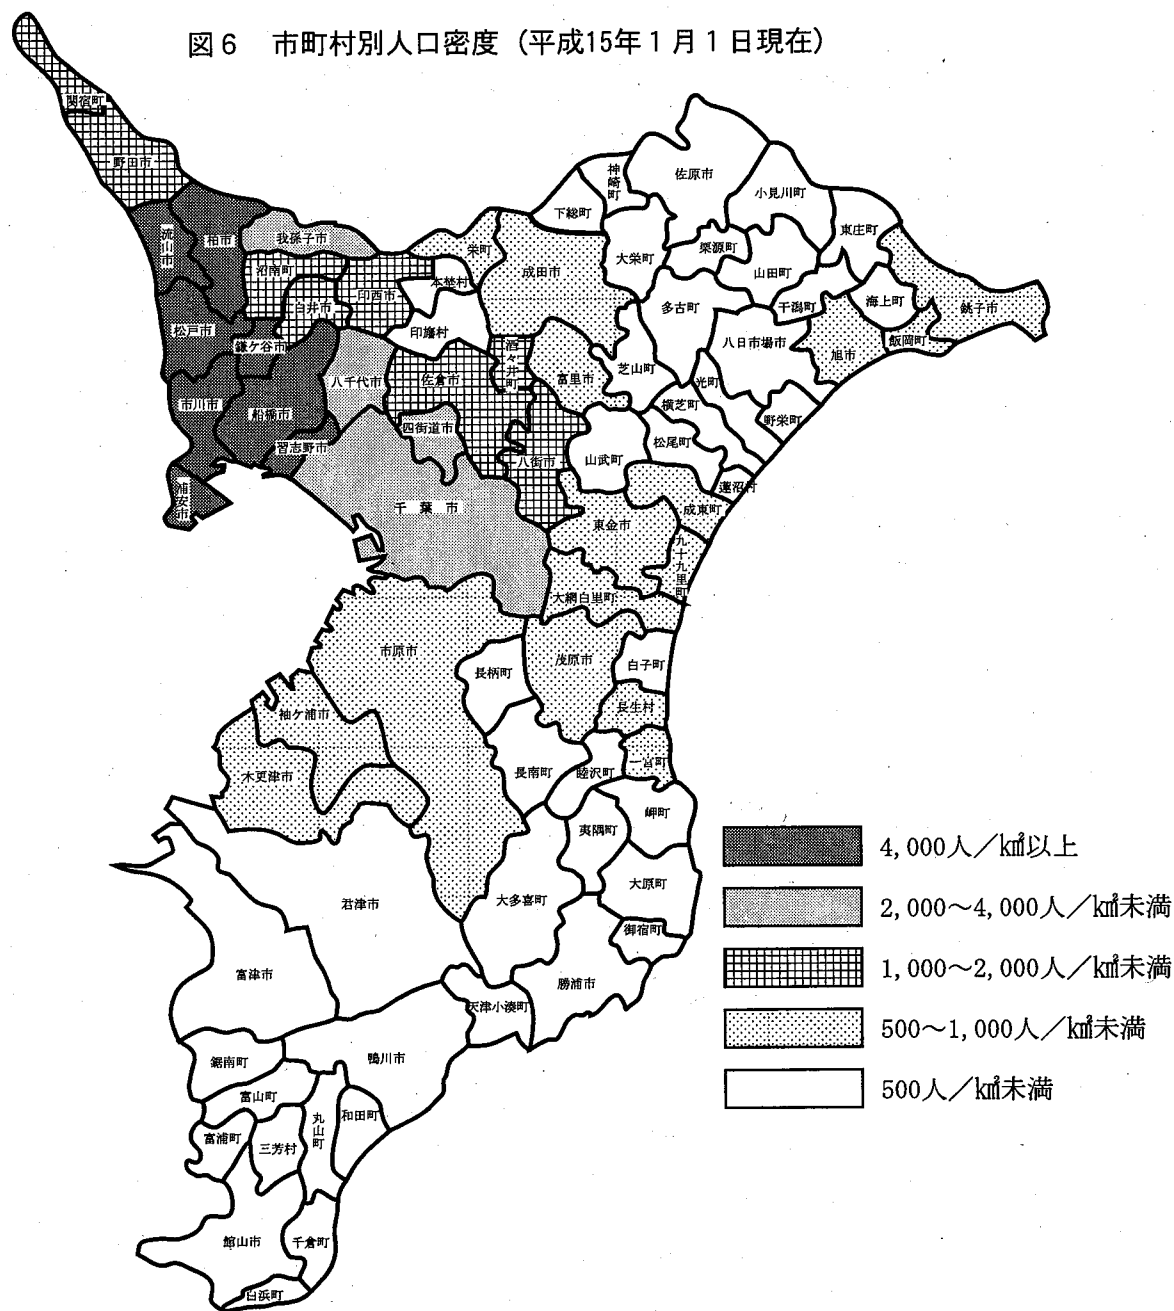 図6 市町村別人口密度（平成15年1月1日現在）
関宿町
野田市
流山市
柏市
我孫子市
沼南町
白井市
印西市
本埜村
栄町
成田市
下総町
神崎町
佐原市
小見川町
大栄町
栗源町
山田町
東庄町
多古町
干潟町
海上町
銚子市
飯岡町
旭市
八日市場市
松戸市
鎌ケ谷市
印旛村
酒々井町
富里市
芝山町
光町
横芝町
野栄町
市川市
船橋市
八千代市
佐倉市
四街道市
習志野市
八街市
山武町
松尾町
蓮沼村
浦安市
千葉市
東金市
成東町
九十九里町
大網白里町
市原市
長柄町
茂原市
白子町
長生村
袖ケ浦市
木更津市
長南町
睦沢町
一宮町
夷隅町
岬町
大原町
君津市
大多喜町
御宿町
富津市
勝浦市
天津小湊町
鋸南町
鴨川市
富山町
丸山町
和田町
富浦町
三芳村
館山市
千倉町
白浜町
4,000人／k㎡以上
2,000～4,000人／k㎡未満
1,000～2,000人／k㎡未満
500～1,000人／k㎡未満
500人／k㎡未満